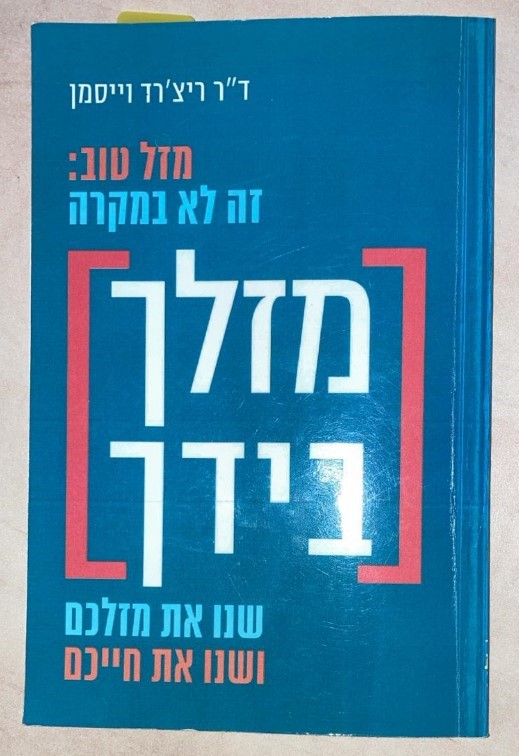 ד"ר ריצ'רד וייסמן
מזל טוב:
זה לא במקרה
מזלך
בידך
שנו את מזלכם
ושנו את חייכם